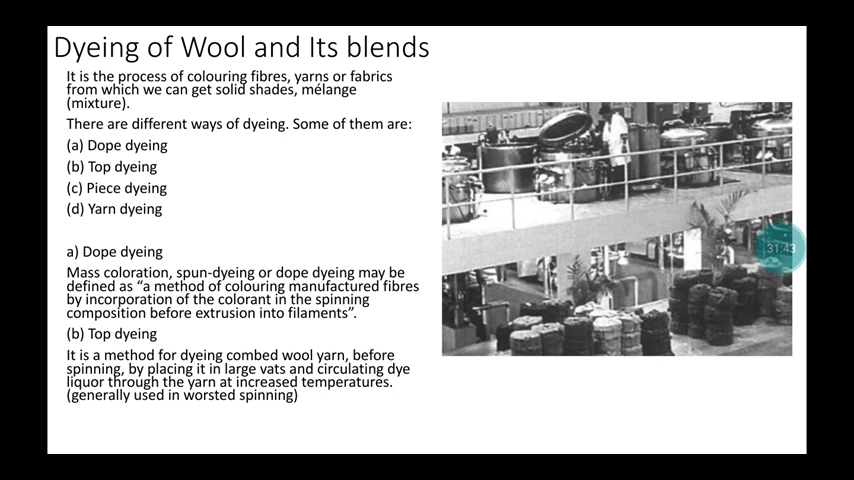 Dyeing of Wool and Its blends
It is the process of colouring fibres, yarns or fabrics
from which we can get solid shades, mélange
(mixture).
There are different ways of dyeing. Some of them are:
(a) Dope dyeing
(b) Top dyeing
(c) Piece dyeing
(d) Yarn dyeing
a) Dope dyeing
Mass coloration, spun-dyeing or dope dyeing may be
defined as “a method of colouring manufactured fibres
by incorporation of the colorant in the spinning
composition before extrusion into filaments”.
(b) Top dyeing
It is a method for dyeing combed wool yarn, before
spinning, by placing it in large vats and circulating dye
liquor through the yarn at increased temperatures.
(generally used in worsted spinning)
31:43